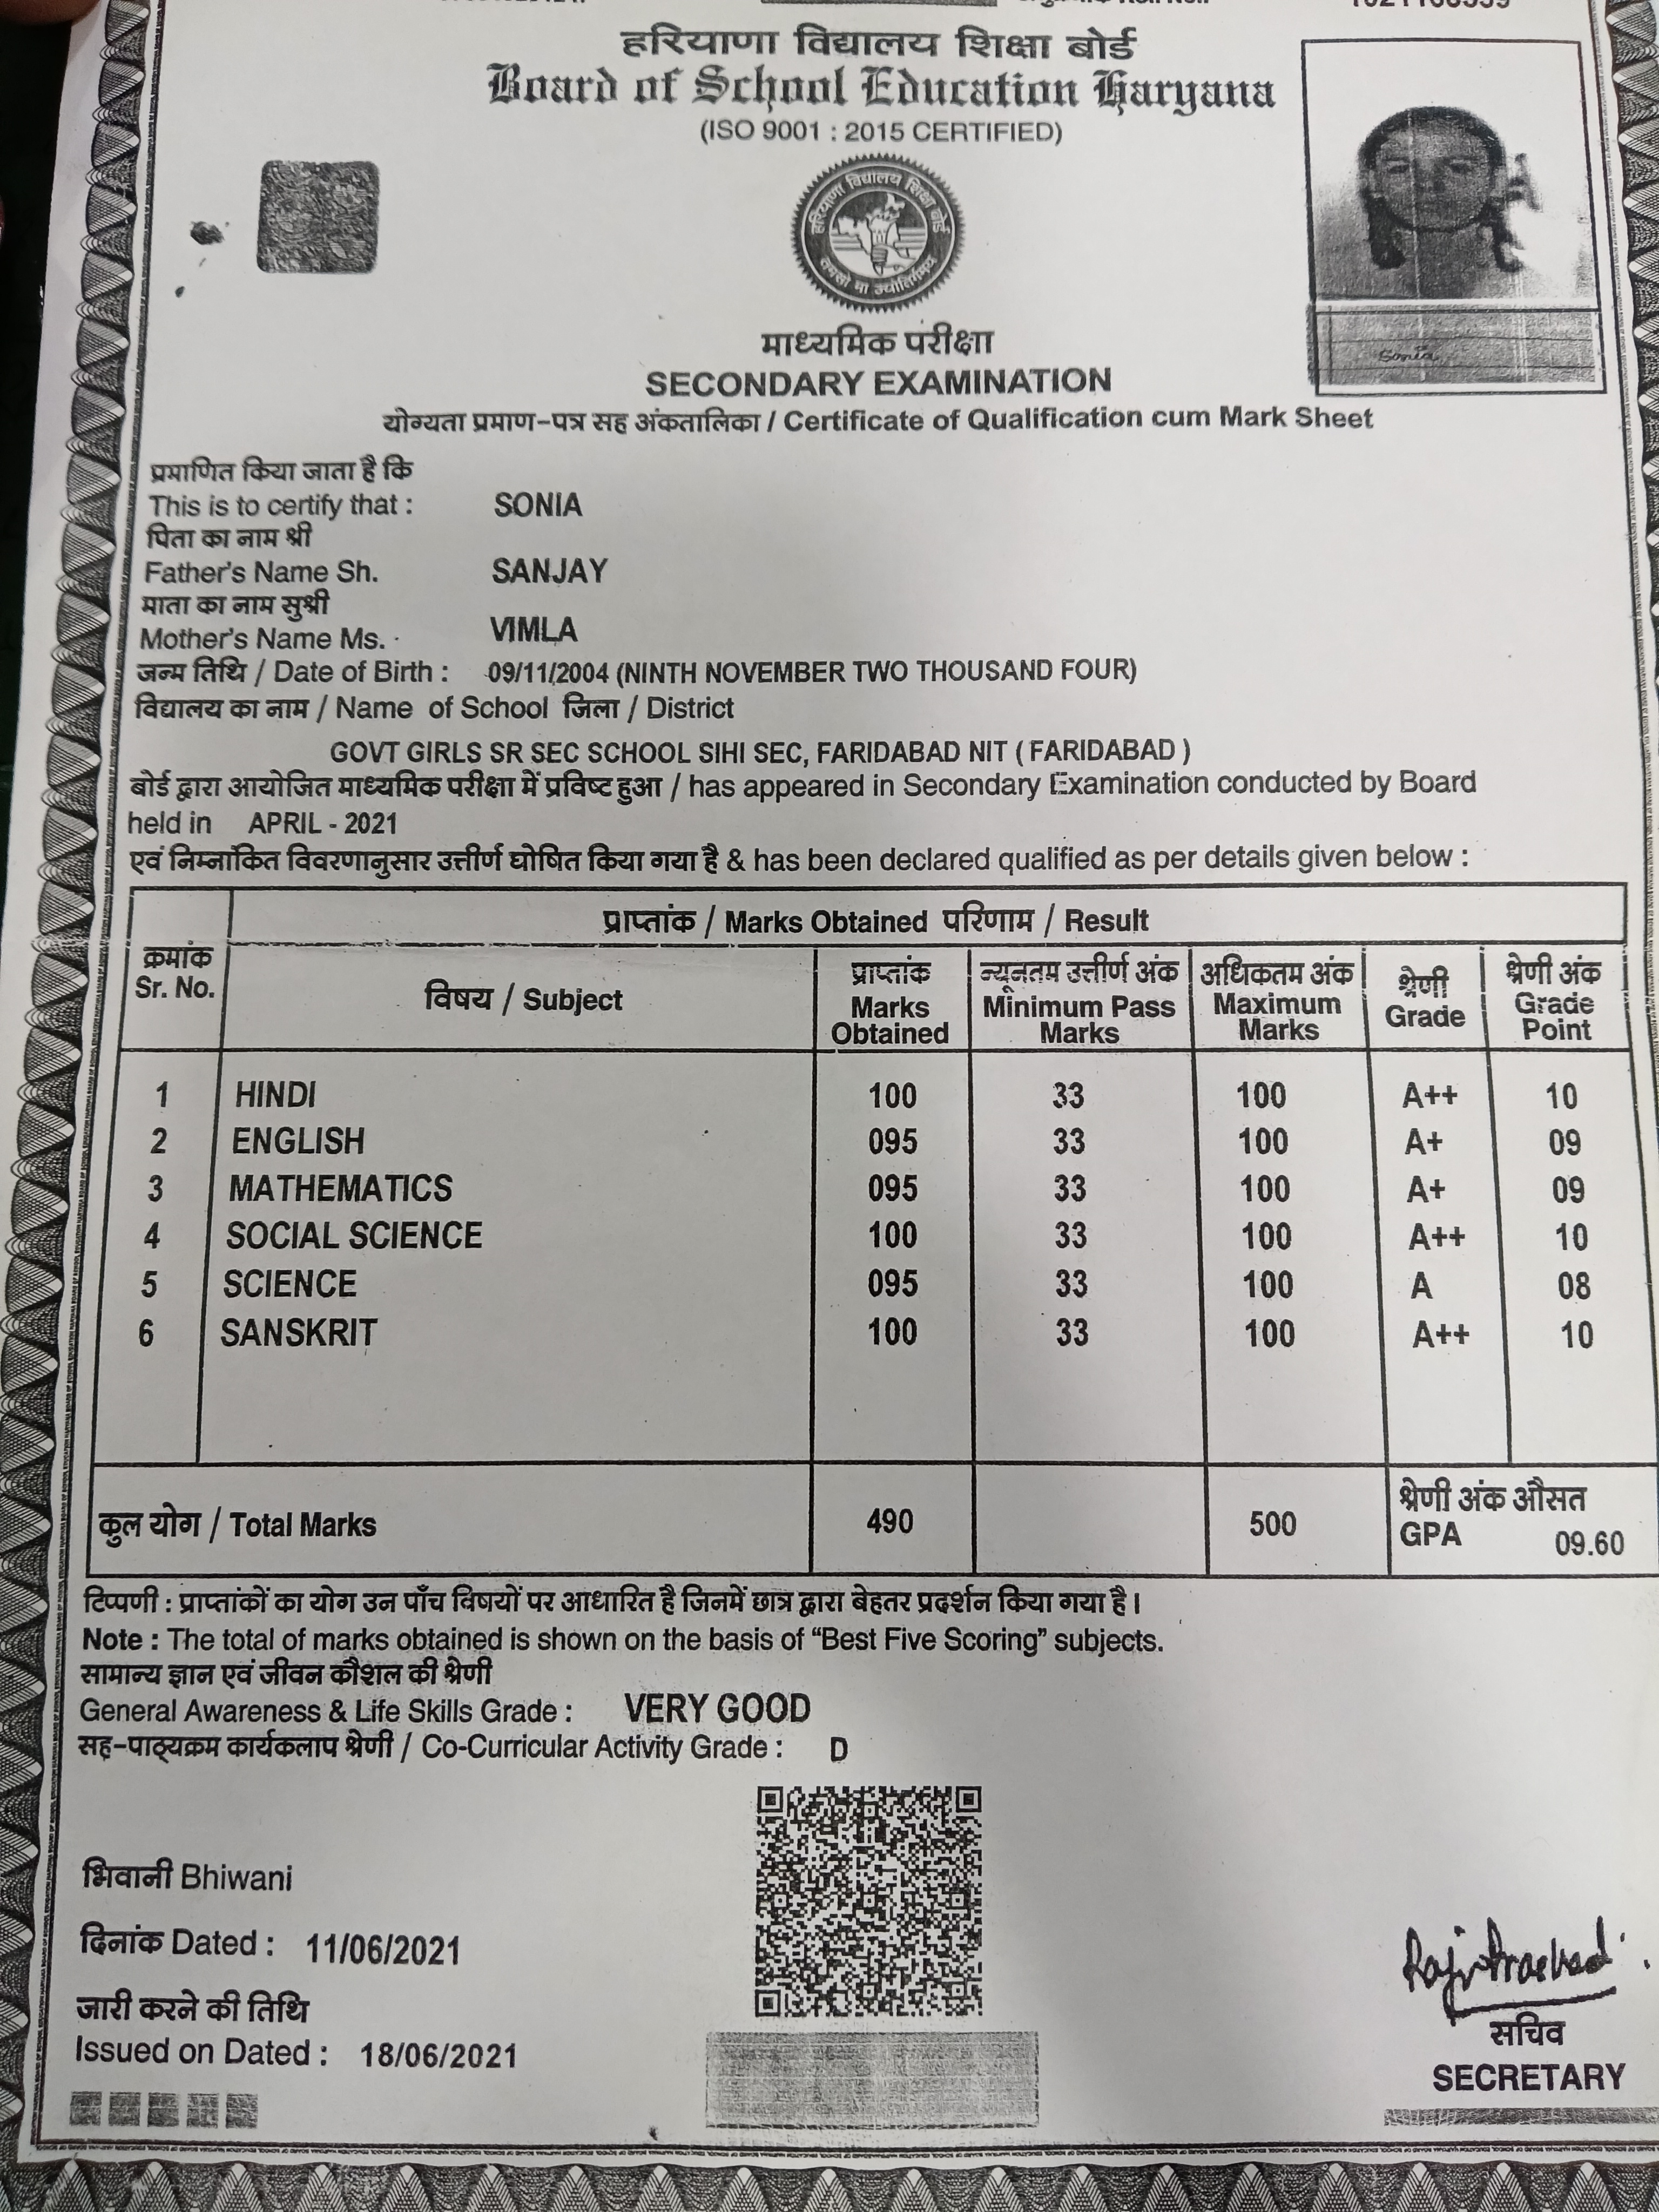 हरियाणा विद्यालय शिक्षा बोर्ड
Board of School Education Haryana
(ISO 9001 : 2015 CERTIFIED)
हरियाणा विद्यालय शिक्षा बोर्ड
तमसो मा ज्योतिर्गमय
Sonia
माध्यमिक परीक्षा
SECONDARY EXAMINATION
योग्यता प्रमाण-पत्र सह अंकतालिका / Certificate of Qualification cum Mark Sheet
प्रमाणित किया जाता है कि
This is to certify that : SONIA
पिता का नाम श्री
Father's Name Sh. SANJAY
माता का नाम सुश्री
Mother's Name Ms. VIMLA
जन्म तिथि / Date of Birth : 09/11/2004 (NINTH NOVEMBER TWO THOUSAND FOUR)
विद्यालय का नाम / Name of School जिला / District
GOVT GIRLS SR SEC SCHOOL SIHI SEC, FARIDABAD NIT ( FARIDABAD )
बोर्ड द्वारा आयोजित माध्यमिक परीक्षा में प्रविष्ट हुआ / has appeared in Secondary Examination conducted by Board
held in APRIL - 2021
एवं निम्नांकित विवरणानुसार उत्तीर्ण घोषित किया गया है & has been declared qualified as per details given below :
प्राप्तांक / Marks Obtained परिणाम / Result
क्रमांक Sr. No. विषय / Subject प्राप्तांक Marks Obtained न्यूनतम उत्तीर्ण अंक Minimum Pass Marks अधिकतम अंक Maximum Marks श्रेणी Grade श्रेणी अंक Grade Point
1 HINDI 100 33 100 A++ 10
2 ENGLISH 095 33 100 A+ 09
3 MATHEMATICS 095 33 100 A+ 09
4 SOCIAL SCIENCE 100 33 100 A++ 10
5 SCIENCE 095 33 100 A 08
6 SANSKRIT 100 33 100 A++ 10
कुल योग / Total Marks 490 500 श्रेणी अंक औसत GPA 09.60
टिप्पणी : प्राप्तांकों का योग उन पाँच विषयों पर आधारित है जिनमें छात्र द्वारा बेहतर प्रदर्शन किया गया है।
Note : The total of marks obtained is shown on the basis of “Best Five Scoring” subjects.
सामान्य ज्ञान एवं जीवन कौशल की श्रेणी
General Awareness & Life Skills Grade : VERY GOOD
सह-पाठ्यक्रम कार्यकलाप श्रेणी / Co-Curricular Activity Grade : D
भिवानी Bhiwani
दिनांक Dated : 11/06/2021
जारी करने की तिथि
Issued on Dated : 18/06/2021
सचिव
SECRETARY